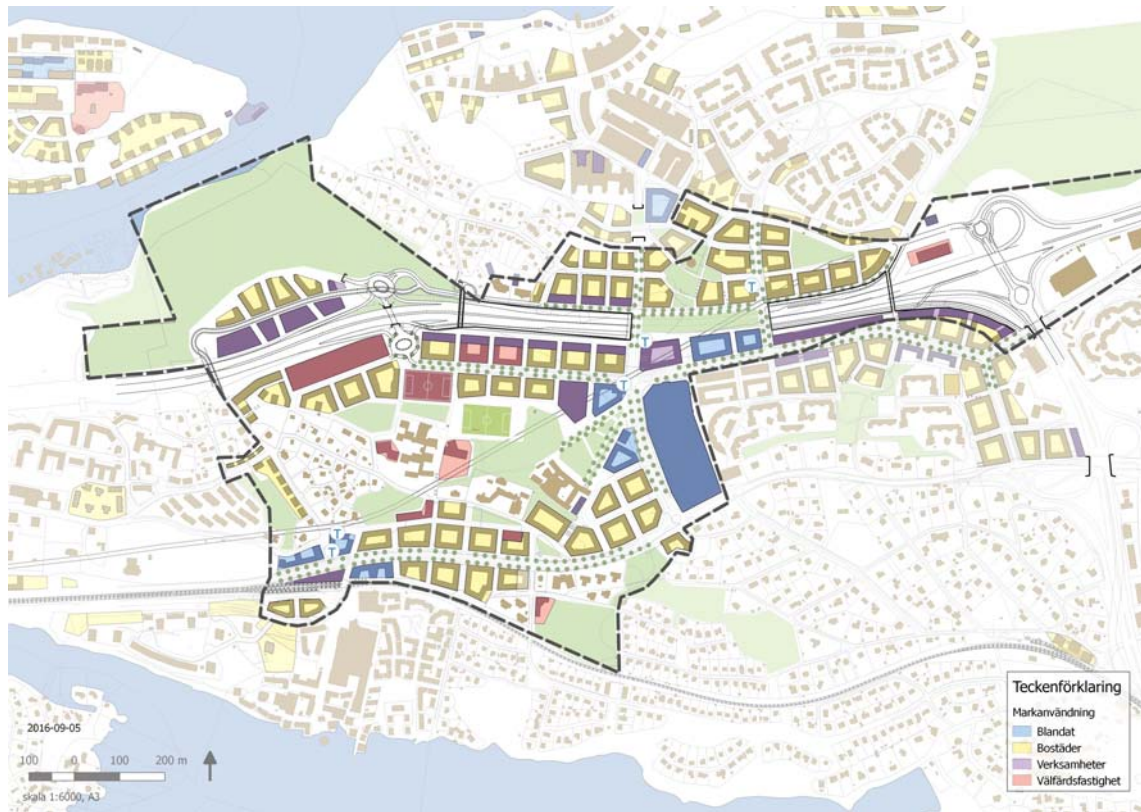 T
T
T
T
T
2016-09-05
100 0 100 200 m
skala 1:6000, A3
Teckenförklaring
Markanvändning
Blandat
Bostäder
Verksamheter
Välfärdsfastighet